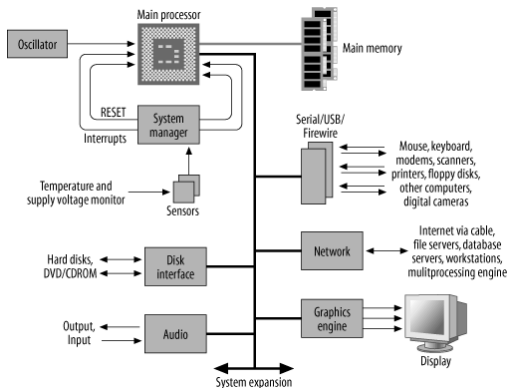 Main processor
Oscillator
Main memory
RESET
System
manager
Interrupts
Serial/USB/
Firewire
Mouse, keyboard,
modems, scanners,
printers, floppy disks,
other computers,
digital cameras
Temperature and
supply voltage monitor
Sensors
Hard disks,
DVD/CDROM
Disk
interface
Network
Internet via cable,
file servers, database
servers, workstations,
mulitprocessing engine
Output,
Input
Audio
Graphics
engine
Display
System expansion